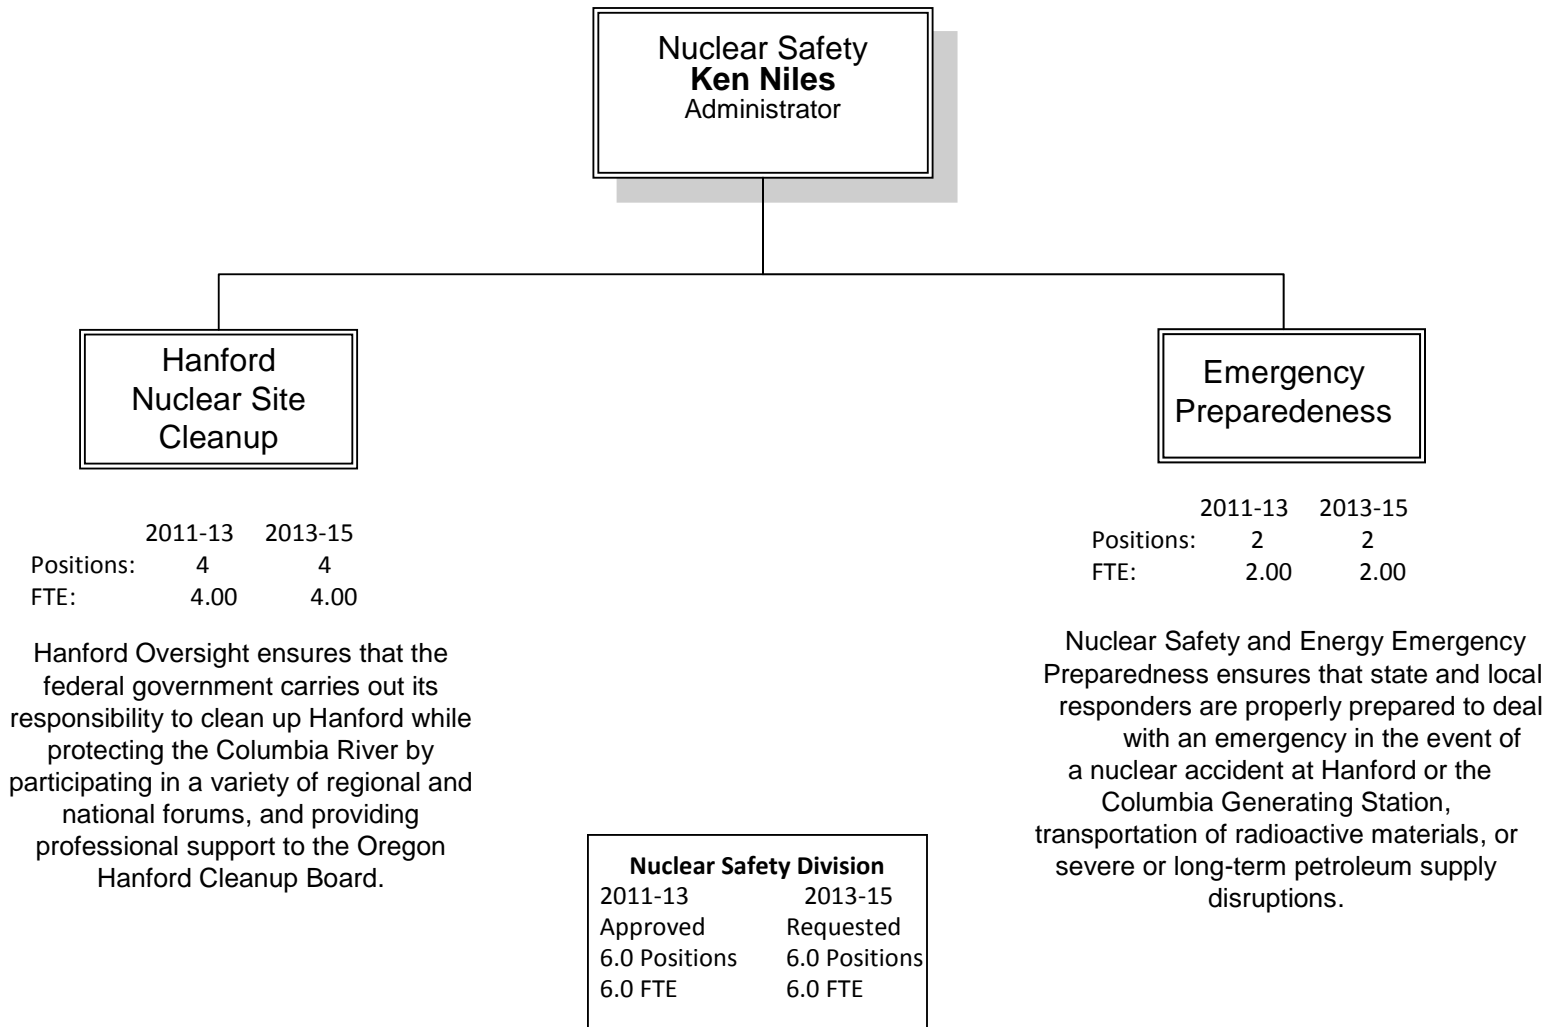 Nuclear Safety
Ken Niles
Administrator
Hanford
Nuclear Site
Cleanup
2011-13 2013-15
Positions: 4 4
FTE: 4.00 4.00
Hanford Oversight ensures that the
federal government carries out its
responsibility to clean up Hanford while
protecting the Columbia River by
participating in a variety of regional and
national forums, and providing
professional support to the Oregon
Hanford Cleanup Board.
Emergency
Preparedeness
2011-13 2013-15
Positions: 2 2
FTE: 2.00 2.00
Nuclear Safety and Energy Emergency
Preparedness ensures that state and local
responders are properly prepared to deal
with an emergency in the event of
a nuclear accident at Hanford or the
Columbia Generating Station,
transportation of radioactive materials, or
severe or long-term petroleum supply
disruptions.
Nuclear Safety Division
2011-13 2013-15
Approved Requested
6.0 Positions 6.0 Positions
6.0 FTE 6.0 FTE